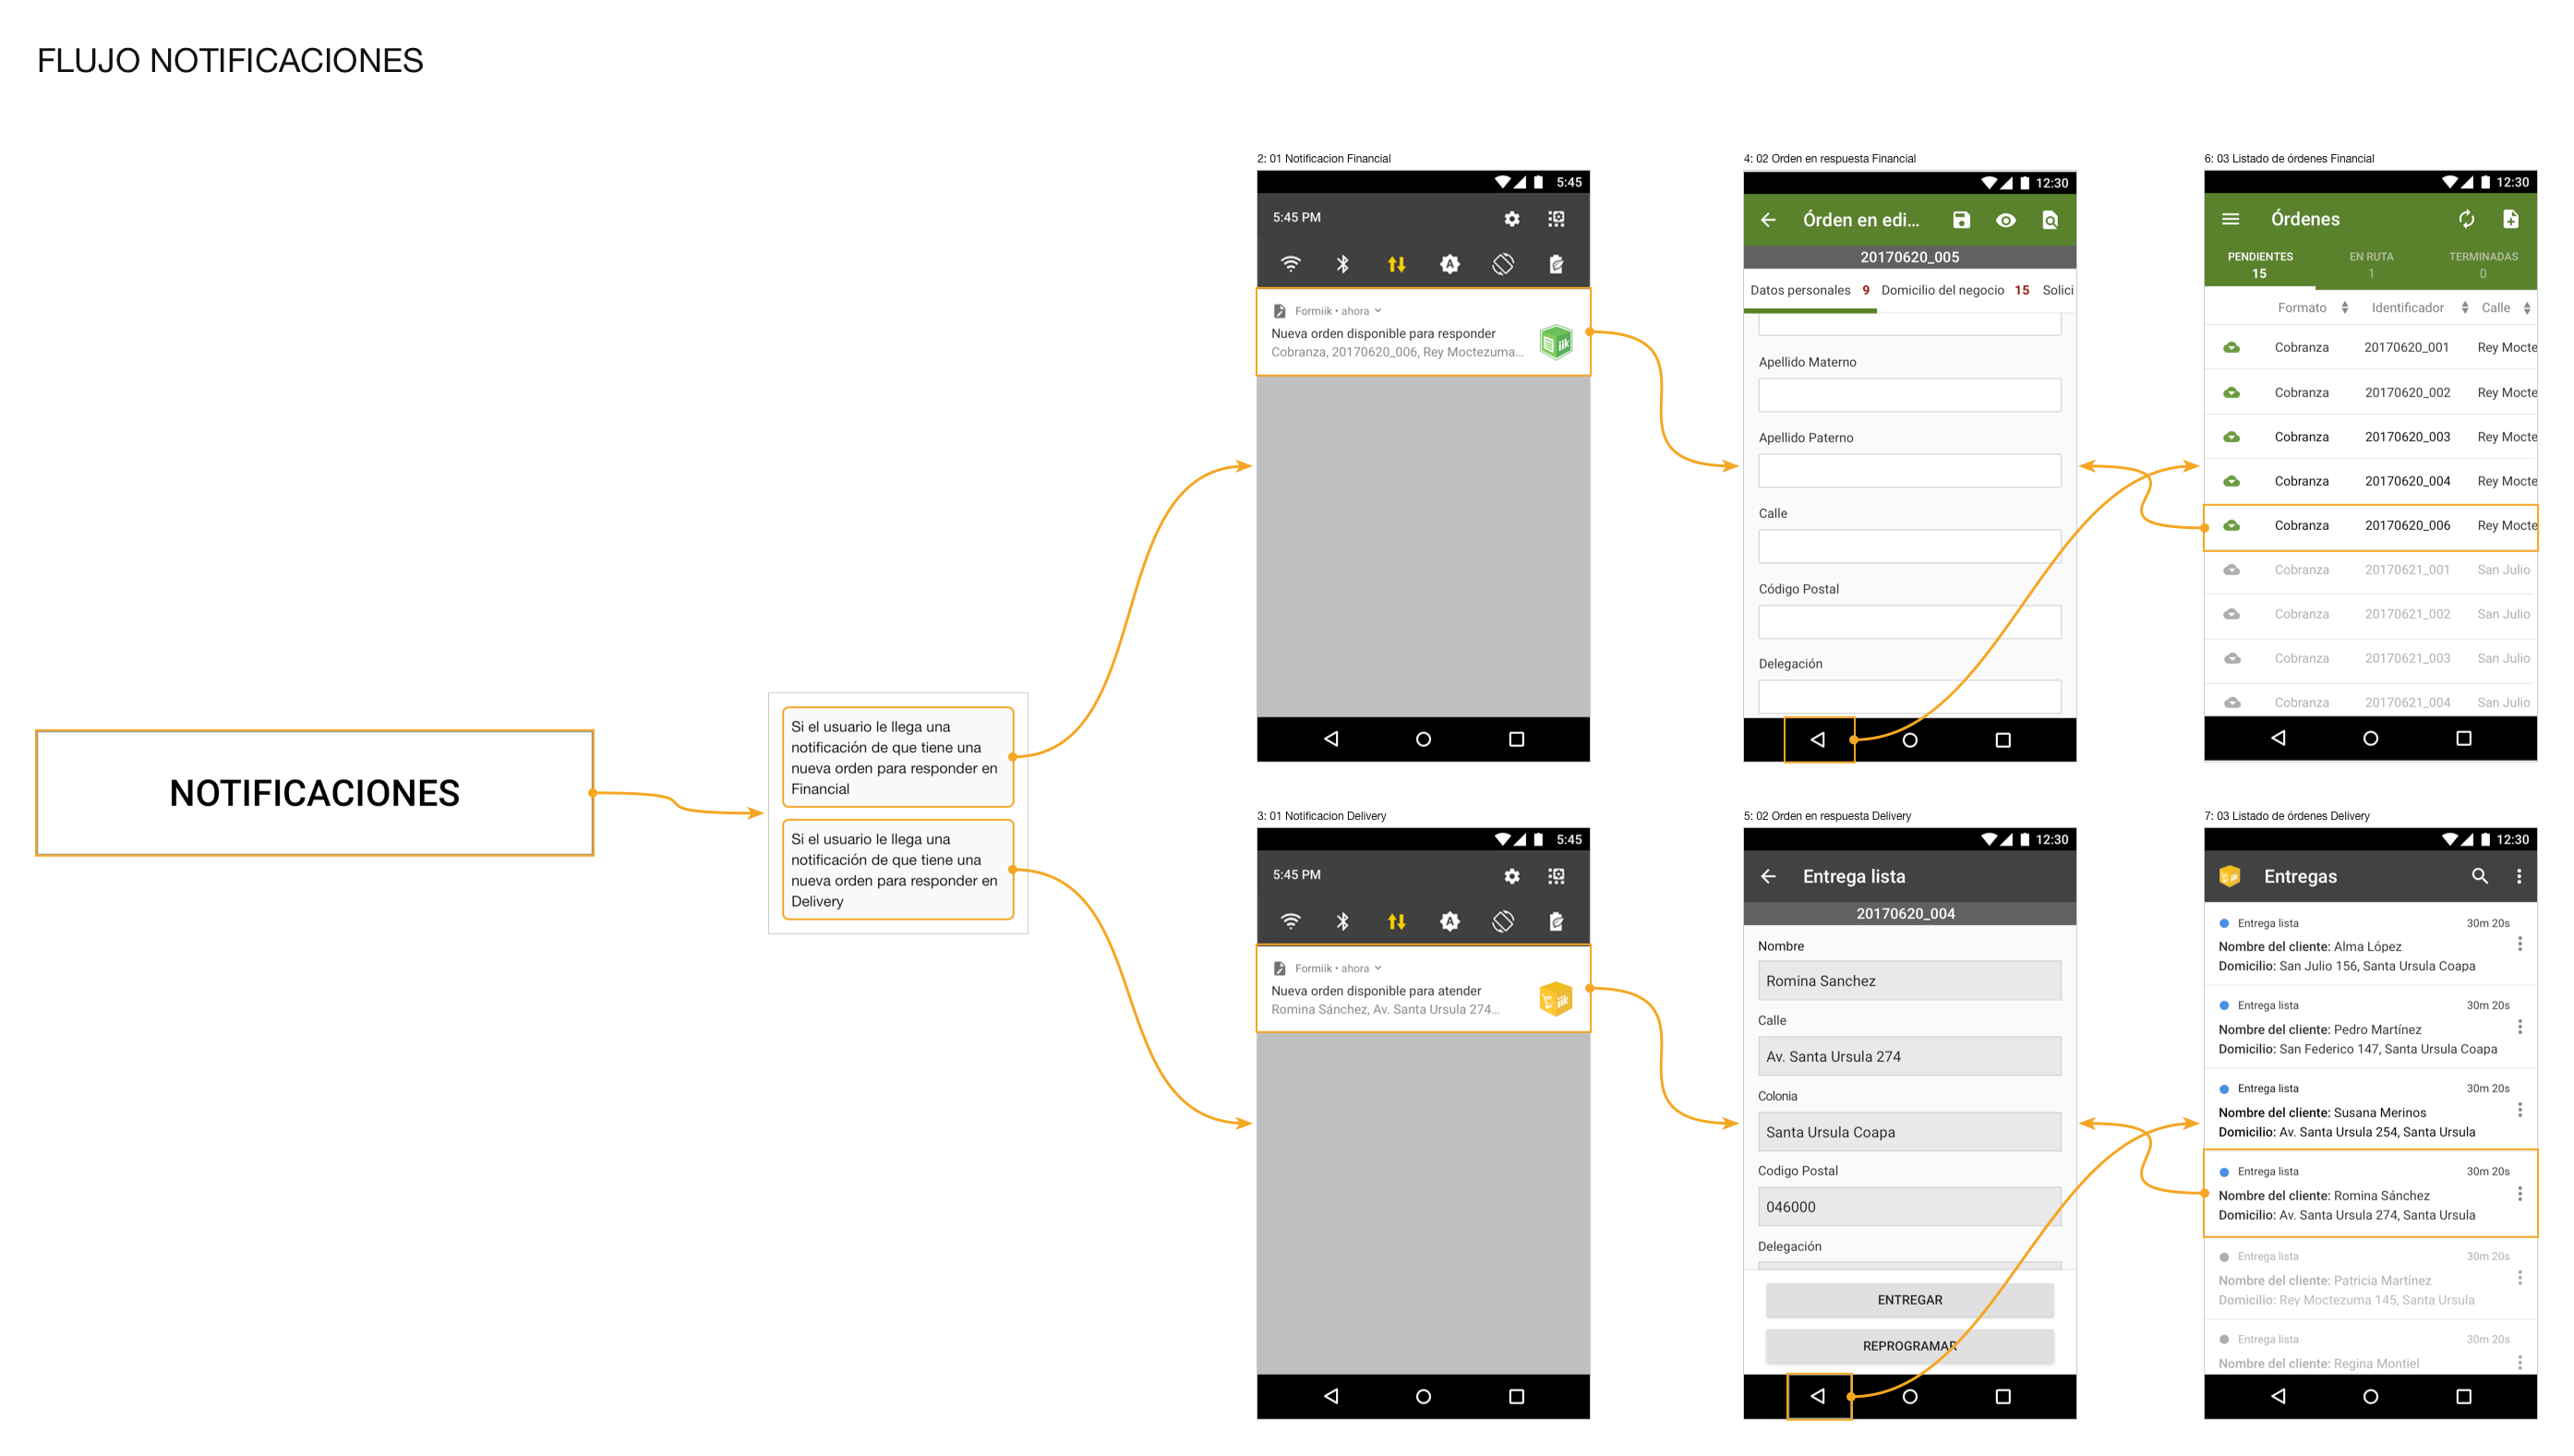 FLUJO NOTIFICACIONES
NOTIFICACIONES
Si el usuario le llega una
notificación de que tiene una
nueva orden para responder en
Financial
Si el usuario le llega una
notificación de que tiene una
nueva orden para responder en
Delivery
2: 01 Notificacion Financial
5:45
5:45 PM
Formiik • ahora
Nueva orden disponible para responder
Cobranza, 20170620_006, Rey Moctezuma...
iik
4: 02 Orden en respuesta Financial
12:30
Órden en edi...
20170620_005
Datos personales 9 Domicilio del negocio 15 Solici
Apellido Materno
Apellido Paterno
Calle
Código Postal
Delegación
6: 03 Listado de órdenes Financial
12:30
Órdenes
PENDIENTES EN RUTA TERMINADAS
15 1 0
Formato Identificador Calle
Cobranza 20170620_001 Rey Mocte
Cobranza 20170620_002 Rey Mocte
Cobranza 20170620_003 Rey Mocte
Cobranza 20170620_004 Rey Mocte
Cobranza 20170620_006 Rey Mocte
Cobranza 20170621_001 San Julio
Cobranza 20170621_002 San Julio
Cobranza 20170621_003 San Julio
Cobranza 20170621_004 San Julio
3: 01 Notificacion Delivery
5:45
5:45 PM
Formiik • ahora
Nueva orden disponible para atender
Romina Sánchez, Av. Santa Ursula 274...
iik
5: 02 Orden en respuesta Delivery
12:30
Entrega lista
20170620_004
Nombre
Romina Sanchez
Calle
Av. Santa Ursula 274
Colonia
Santa Ursula Coapa
Codigo Postal
046000
Delegación
ENTREGAR
REPROGRAMAR
7: 03 Listado de órdenes Delivery
12:30
Entregas
Entrega lista 30m 20s
Nombre del cliente: Alma López
Domicilio: San Julio 156, Santa Ursula Coapa
Entrega lista 30m 20s
Nombre del cliente: Pedro Martínez
Domicilio: San Federico 147, Santa Ursula Coapa
Entrega lista 30m 20s
Nombre del cliente: Susana Merinos
Domicilio: Av. Santa Ursula 254, Santa Ursula
Entrega lista 30m 20s
Nombre del cliente: Romina Sánchez
Domicilio: Av. Santa Ursula 274, Santa Ursula
Entrega lista 30m 20s
Nombre del cliente: Patricia Martínez
Domicilio: Rey Moctezuma 145, Santa Ursula
Entrega lista 30m 20s
Nombre del cliente: Regina Montiel